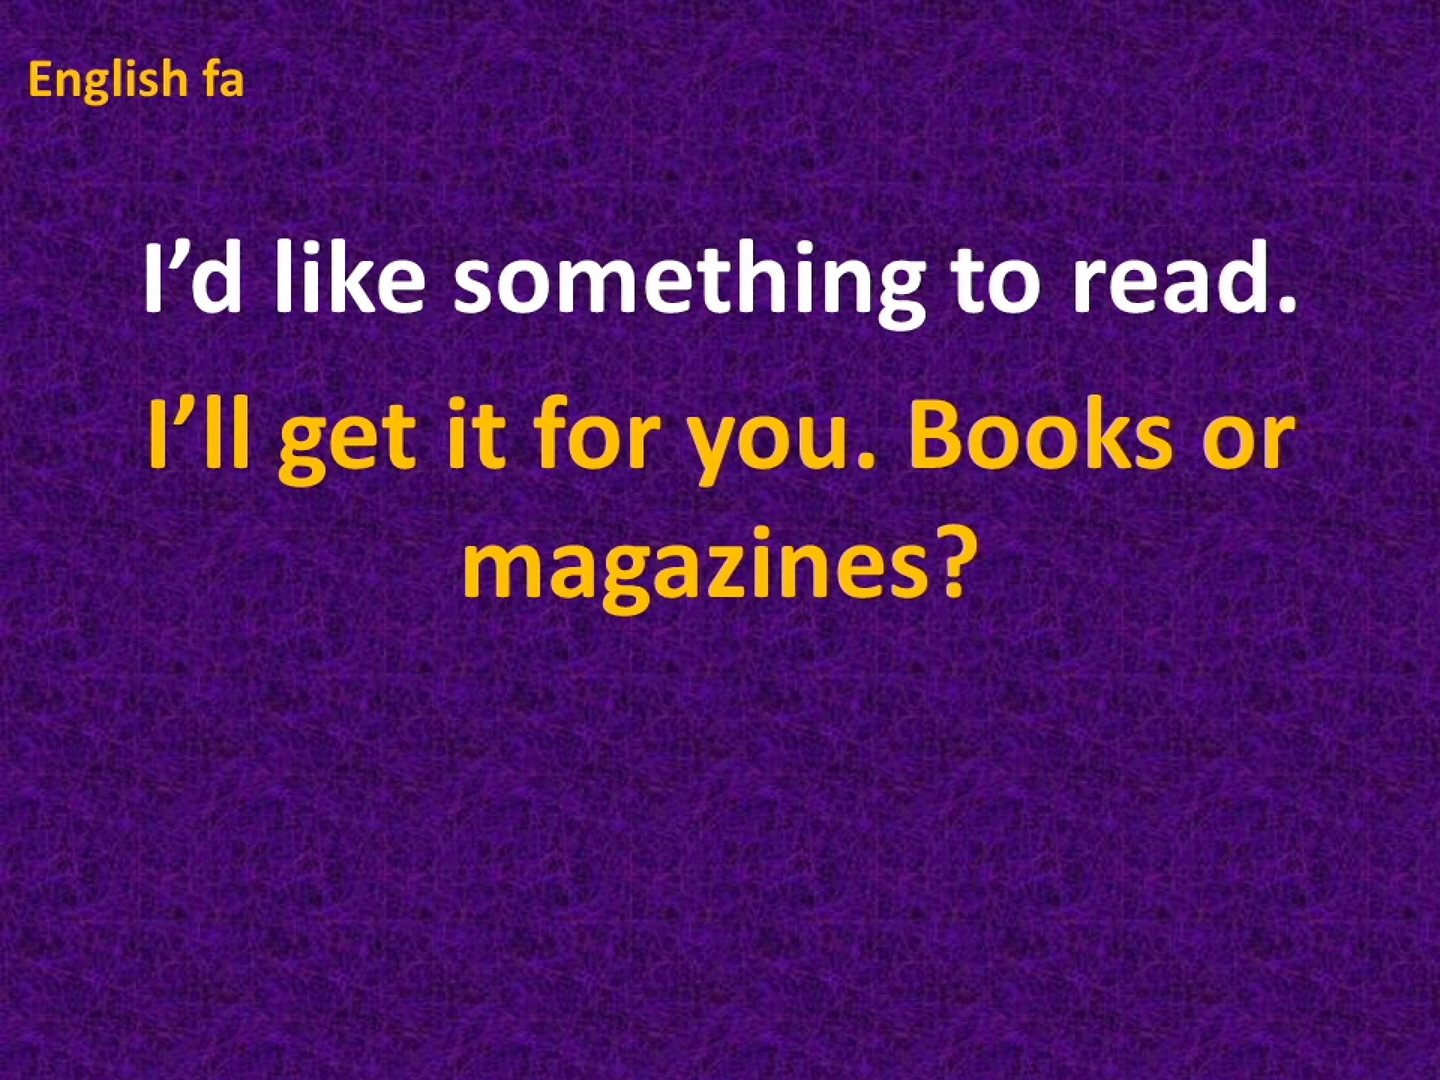 English fa
I’d like something to read.
I’ll get it for you. Books or
magazines?